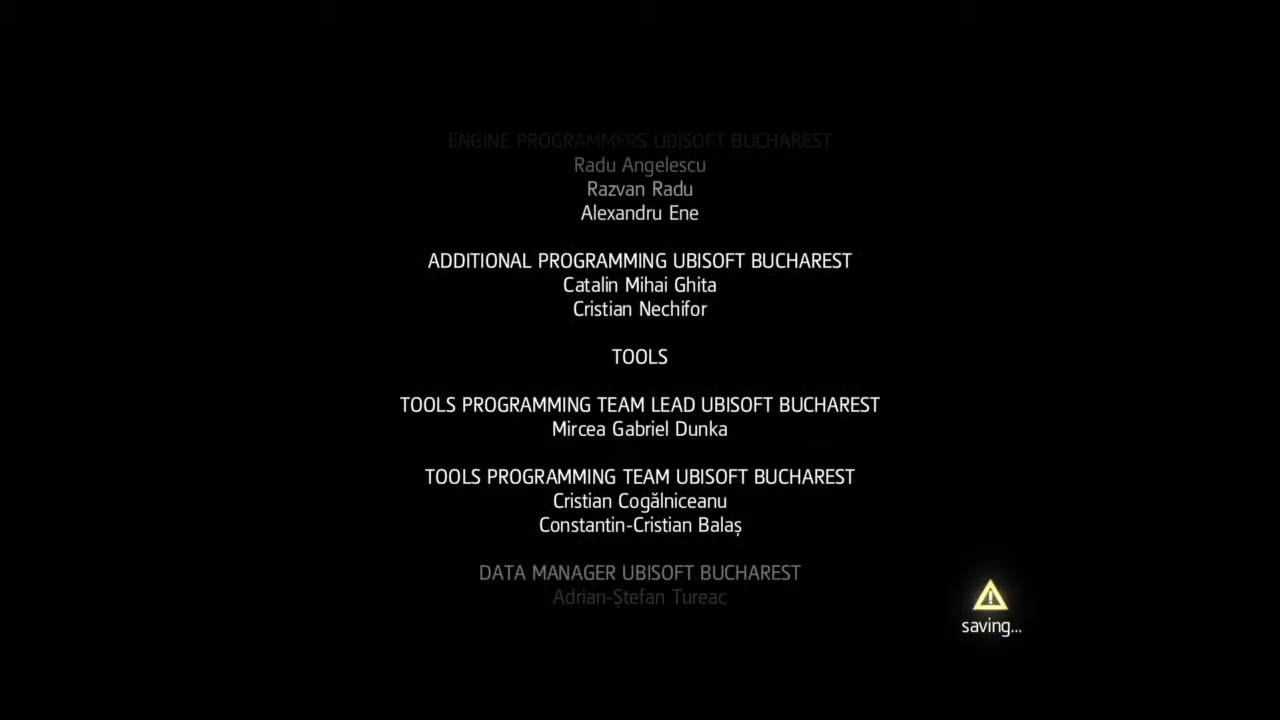 ENGINE PROGRAMMERS UBISOFT BUCHAREST
Radu Angelescu
Razvan Radu
Alexandru Ene
ADDITIONAL PROGRAMMING UBISOFT BUCHAREST
Catalin Mihai Ghita
Cristian Nechifor
TOOLS
TOOLS PROGRAMMING TEAM LEAD UBISOFT BUCHAREST
Mircea Gabriel Dunka
TOOLS PROGRAMMING TEAM UBISOFT BUCHAREST
Cristian Cogălniceanu
Constantin-Cristian Balaș
DATA MANAGER UBISOFT BUCHAREST
Adrian-Ștefan Tureac
saving...